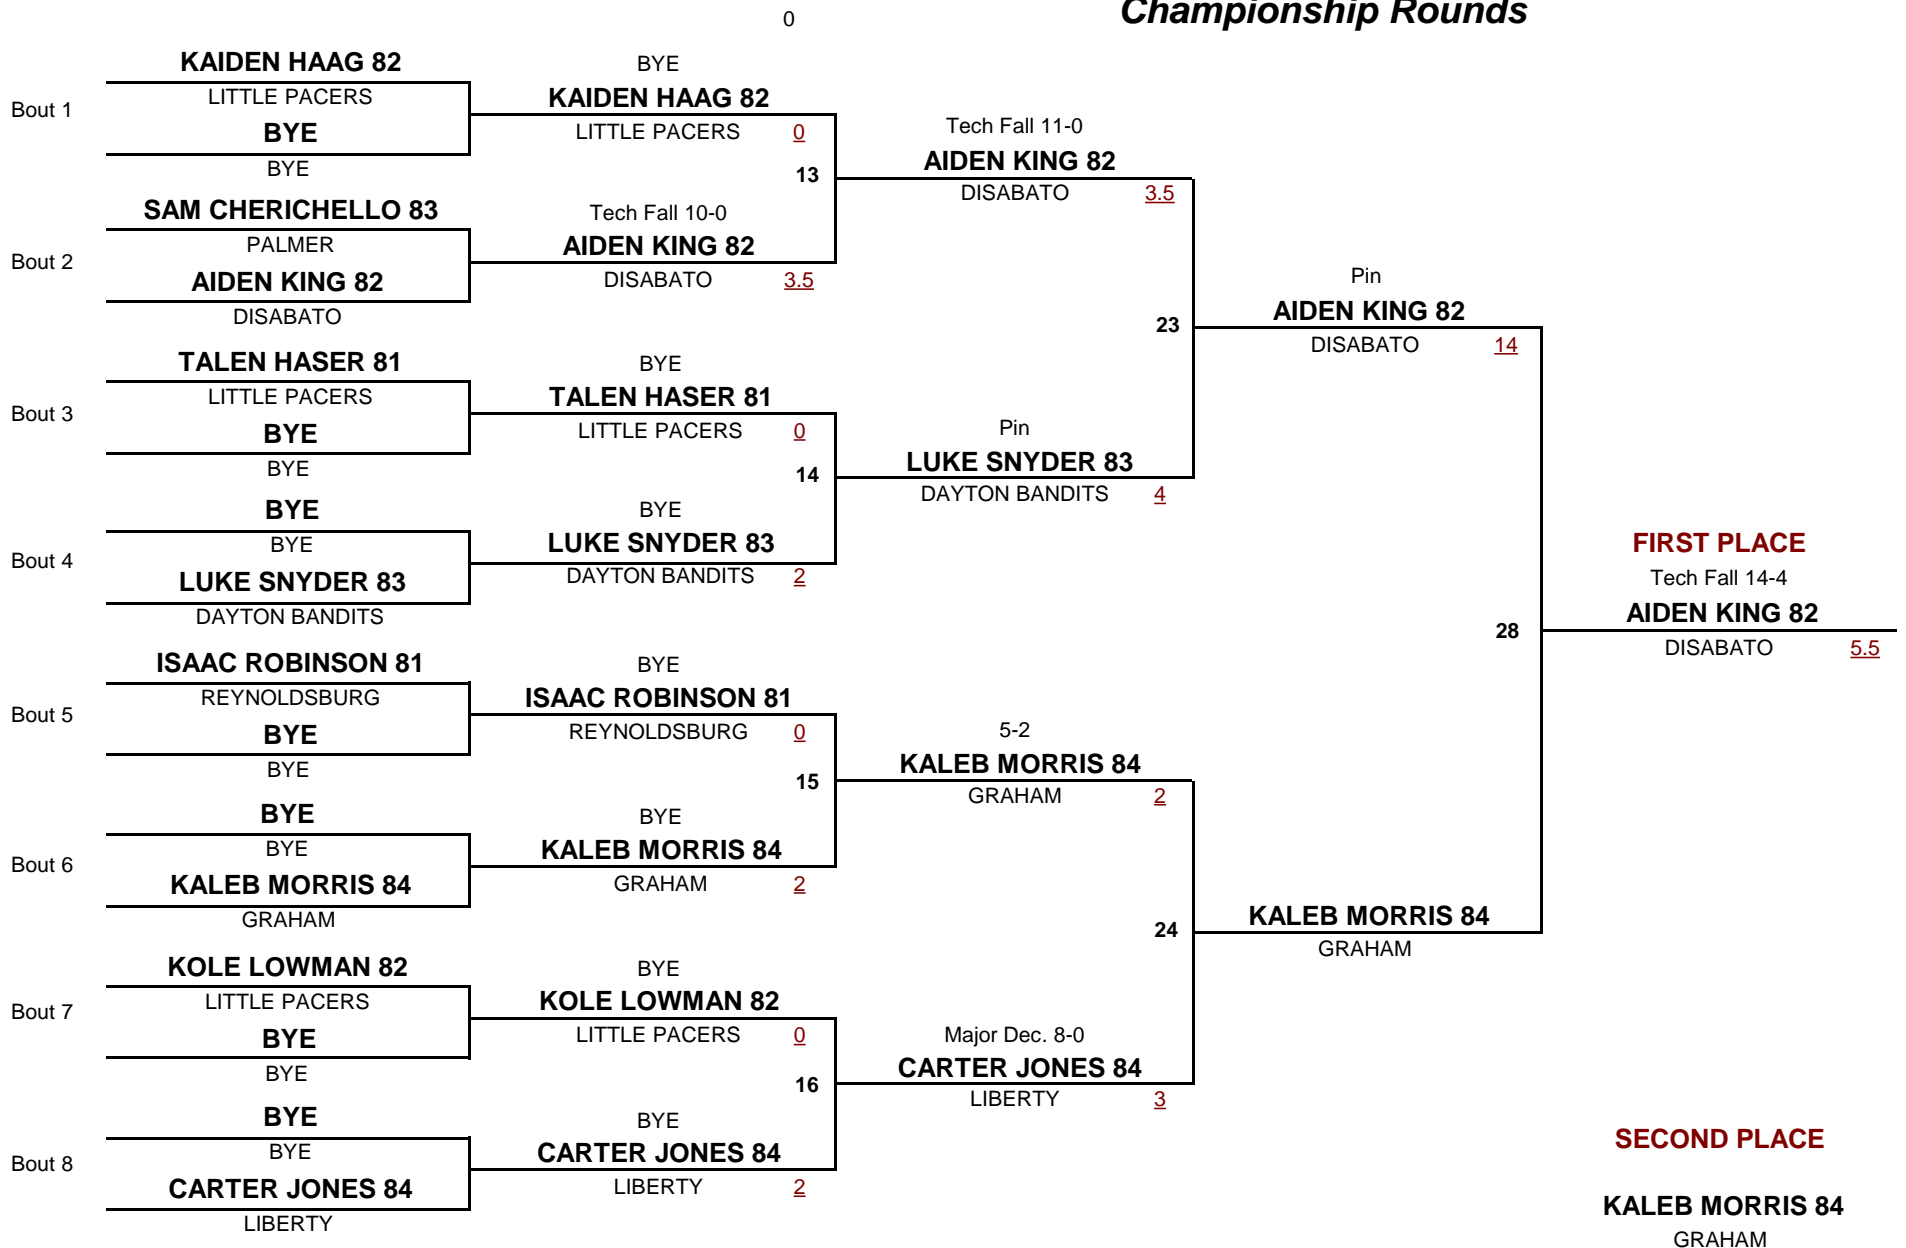 Championship Rounds
0
KAIDEN HAAG 82
LITTLE PACERS
Bout 1
BYE
BYE
SAM CHERICHELLO 83
PALMER
Bout 2
AIDEN KING 82
DISABATO
TALEN HASER 81
LITTLE PACERS
Bout 3
BYE
BYE
BYE
BYE
Bout 4
LUKE SNYDER 83
DAYTON BANDITS
ISAAC ROBINSON 81
REYNOLDSBURG
Bout 5
BYE
BYE
BYE
BYE
Bout 6
KALEB MORRIS 84
GRAHAM
KOLE LOWMAN 82
LITTLE PACERS
Bout 7
BYE
BYE
BYE
BYE
Bout 8
CARTER JONES 84
LIBERTY
BYE
KAIDEN HAAG 82
LITTLE PACERS 0
13
Tech Fall 10-0
AIDEN KING 82
DISABATO 3.5
BYE
TALEN HASER 81
LITTLE PACERS 0
14
BYE
LUKE SNYDER 83
DAYTON BANDITS 2
BYE
ISAAC ROBINSON 81
REYNOLDSBURG 0
15
BYE
KALEB MORRIS 84
GRAHAM 2
BYE
KOLE LOWMAN 82
LITTLE PACERS 0
16
BYE
CARTER JONES 84
LIBERTY 2
Tech Fall 11-0
AIDEN KING 82
DISABATO 3.5
23
Pin
LUKE SNYDER 83
DAYTON BANDITS 4
5-2
KALEB MORRIS 84
GRAHAM 2
24
Major Dec. 8-0
CARTER JONES 84
LIBERTY 3
Pin
AIDEN KING 82
DISABATO 14
28
KALEB MORRIS 84
GRAHAM
FIRST PLACE
Tech Fall 14-4
AIDEN KING 82
DISABATO 5.5
SECOND PLACE
KALEB MORRIS 84
GRAHAM